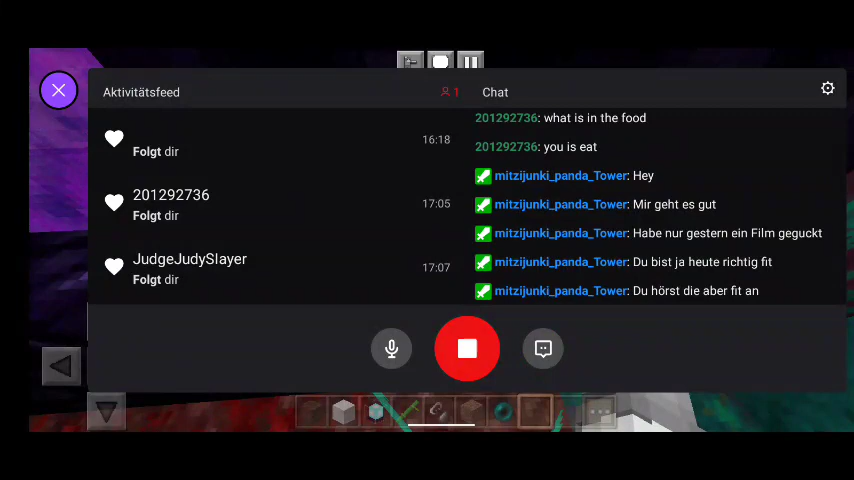 Aktivitätsfeed
1
Chat
Folgt dir
16:18
201292736
Folgt dir
17:05
JudgeJudySlayer
Folgt dir
17:07
201292736: what is in the food
201292736: you is eat
mitzijunki_panda_Tower: Hey
mitzijunki_panda_Tower: Mir geht es gut
mitzijunki_panda_Tower: Habe nur gestern ein Film geguckt
mitzijunki_panda_Tower: Du bist ja heute richtig fit
mitzijunki_panda_Tower: Du hörst die aber fit an